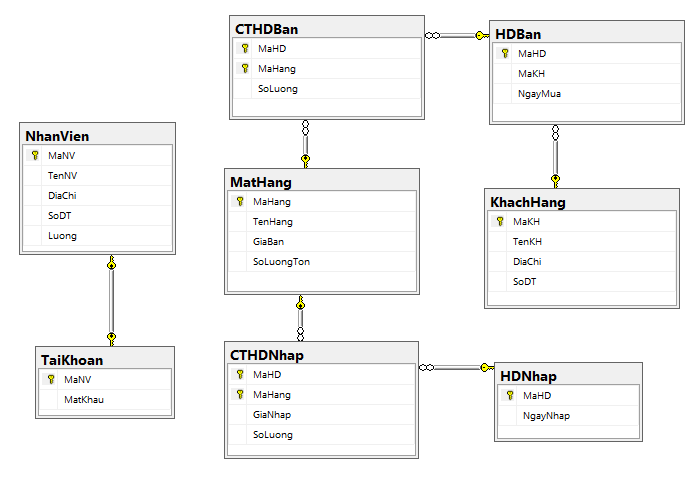 CTHDBan
MaHD
MaHang
SoLuong
HDBan
MaHD
MaKH
NgayMua
NhanVien
MaNV
TenNV
DiaChi
SoDT
Luong
MatHang
MaHang
TenHang
GiaBan
SoLuongTon
KhachHang
MaKH
TenKH
DiaChi
SoDT
TaiKhoan
MaNV
MatKhau
CTHDNhap
MaHD
MaHang
GiaNhap
SoLuong
HDNhap
MaHD
NgayNhap